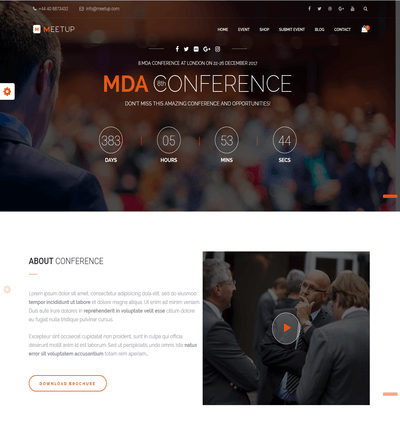 +44 40 8873432 info@meetup.com
M MEETUP
HOME EVENT SHOP SUBMIT EVENT BLOG CONTACT
8 MDA CONFERENCE AT LONDON ON 22-26 DECEMBER 2017
MDA 8th CONFERENCE
DON'T MISS THIS AMAZING CONFERENCE AND OPPORTUNITIES!
383 05 53 44
DAYS HOURS MINS SECS
ABOUT CONFERENCE
Lorem ipsum dolor sit amet, consectetur adipiscing elit, sed do eiusmod
tempor incididunt ut labore et dolore magna aliqua. Ut enim ad minim veniam,
Duis aute irure dolor in reprehenderit in voluptate velit esse cillum dolore
eu fugiat nulla tincidunt pulvinar cursus.
Excepteur sint occaecat cupidatat non proident, sunt in culpa qui officia
deserunt mollit anim id est laborum. Sed ut perspiciatis unde omnis iste natus
error sit voluptatem accusantium totam rem aperiam..
DOWNLOAD BROCHURE